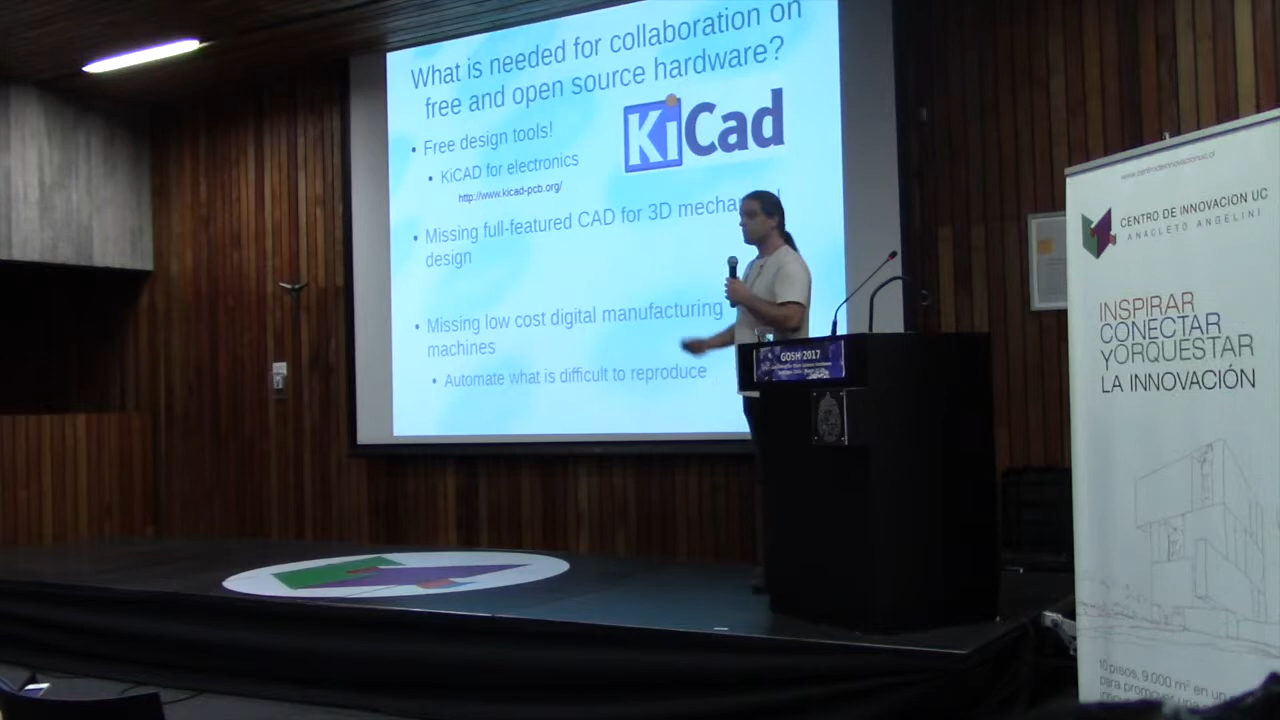 What is needed for collaboration on
free and open source hardware?
• Free design tools!
• KiCAD for electronics
http://www.kicad-pcb.org/
KiCad
• Missing full-featured CAD for 3D
design
• Missing low cost digital manufacturing
machines
• Automate what is difficult to reproduce
GOSH 2017
CENTRO DE INNOVACION UC
ANACLETO ANGELINI
INSPIRAR
CONECTAR
YORQUESTAR
LA INNOVACIÓN
10 pisos, 9.000 m² en un
para promover una